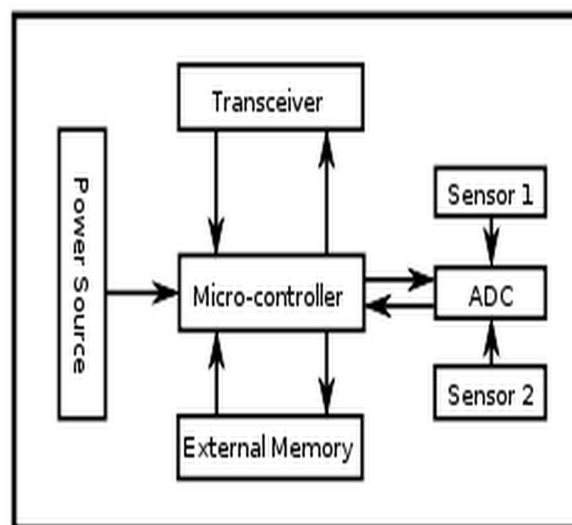 Transceiver
Power Source
Sensor 1
Micro-controller
ADC
Sensor 2
External Memory